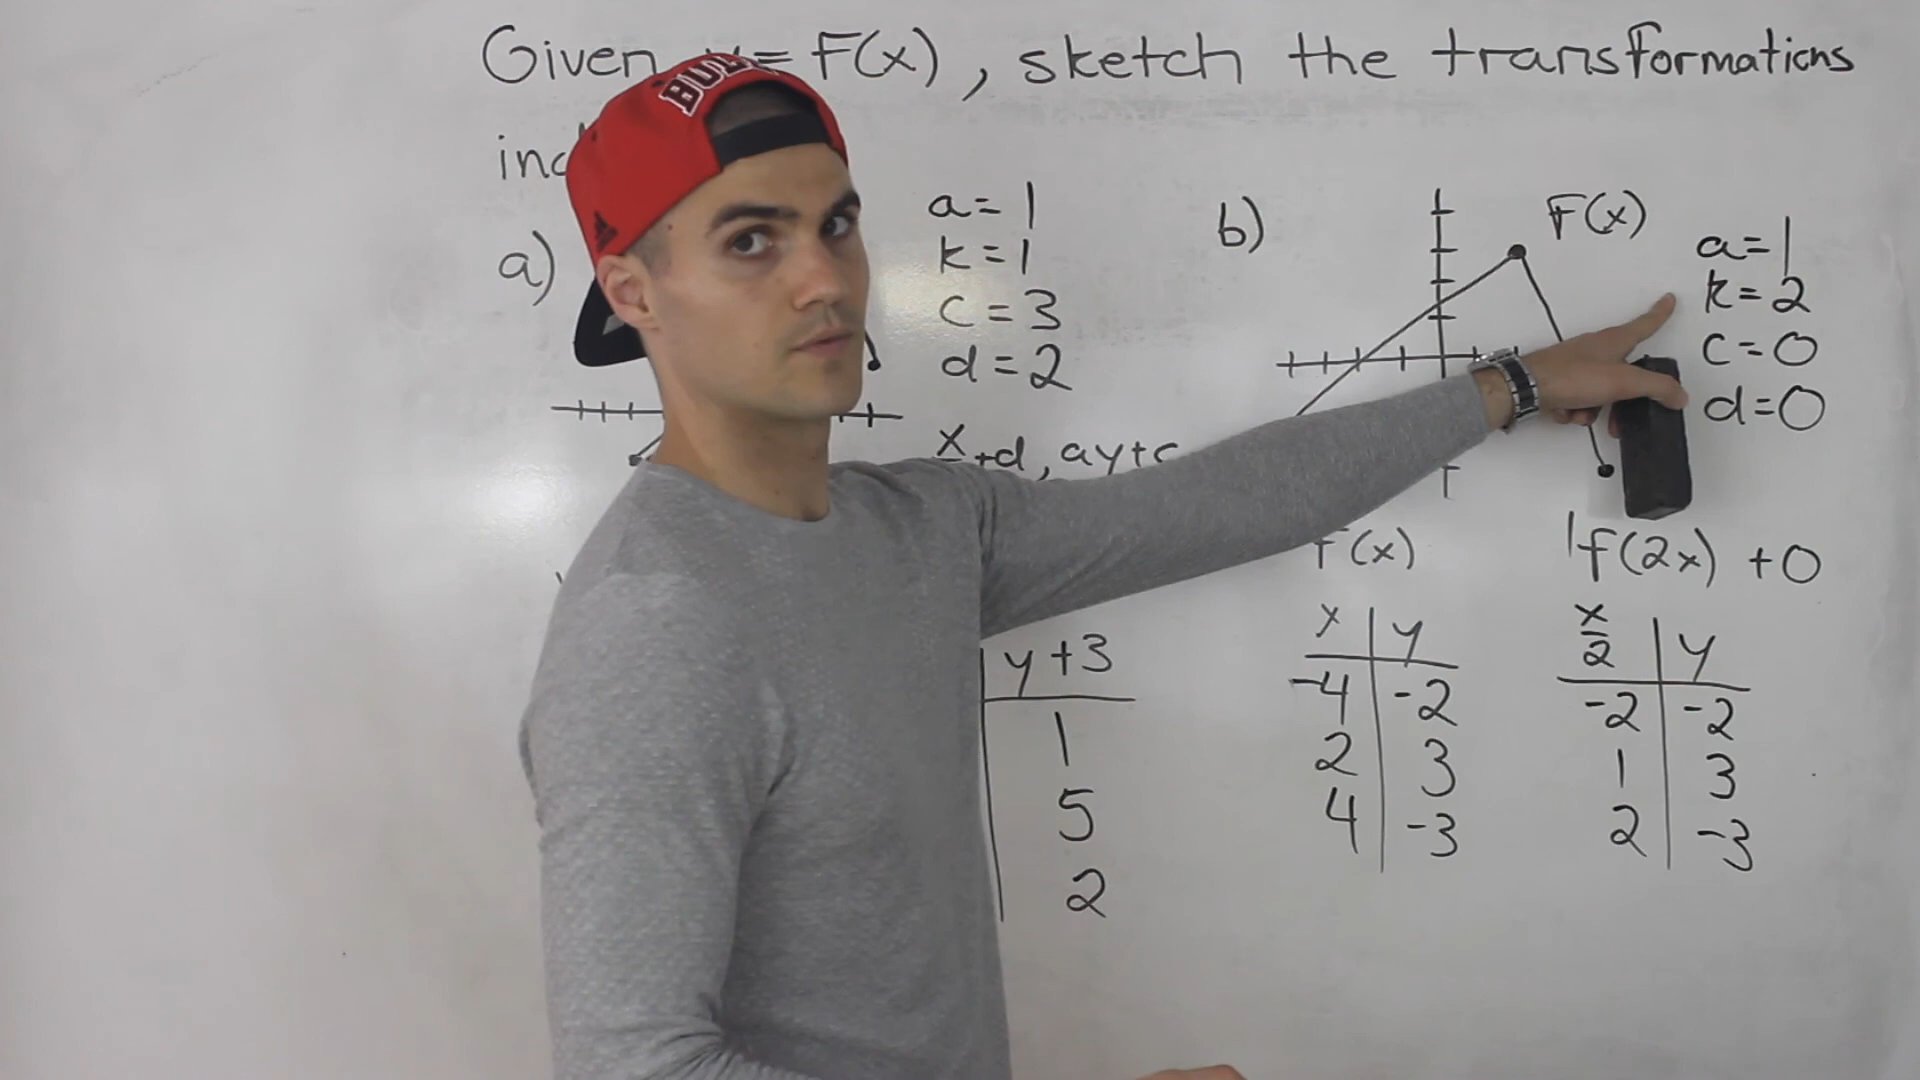 Given y=F(x), sketch the transformations
a)
a=1
k=1
c=3
d=2
x+d, ay+c
y+3
1
5
2
b)
F(x)
a=1
k=2
c=0
d=0
F(x)
x y
-4 -2
2 3
4 -3
1f(2x)+0
x/2 y
-2 -2
1 3
2 -3